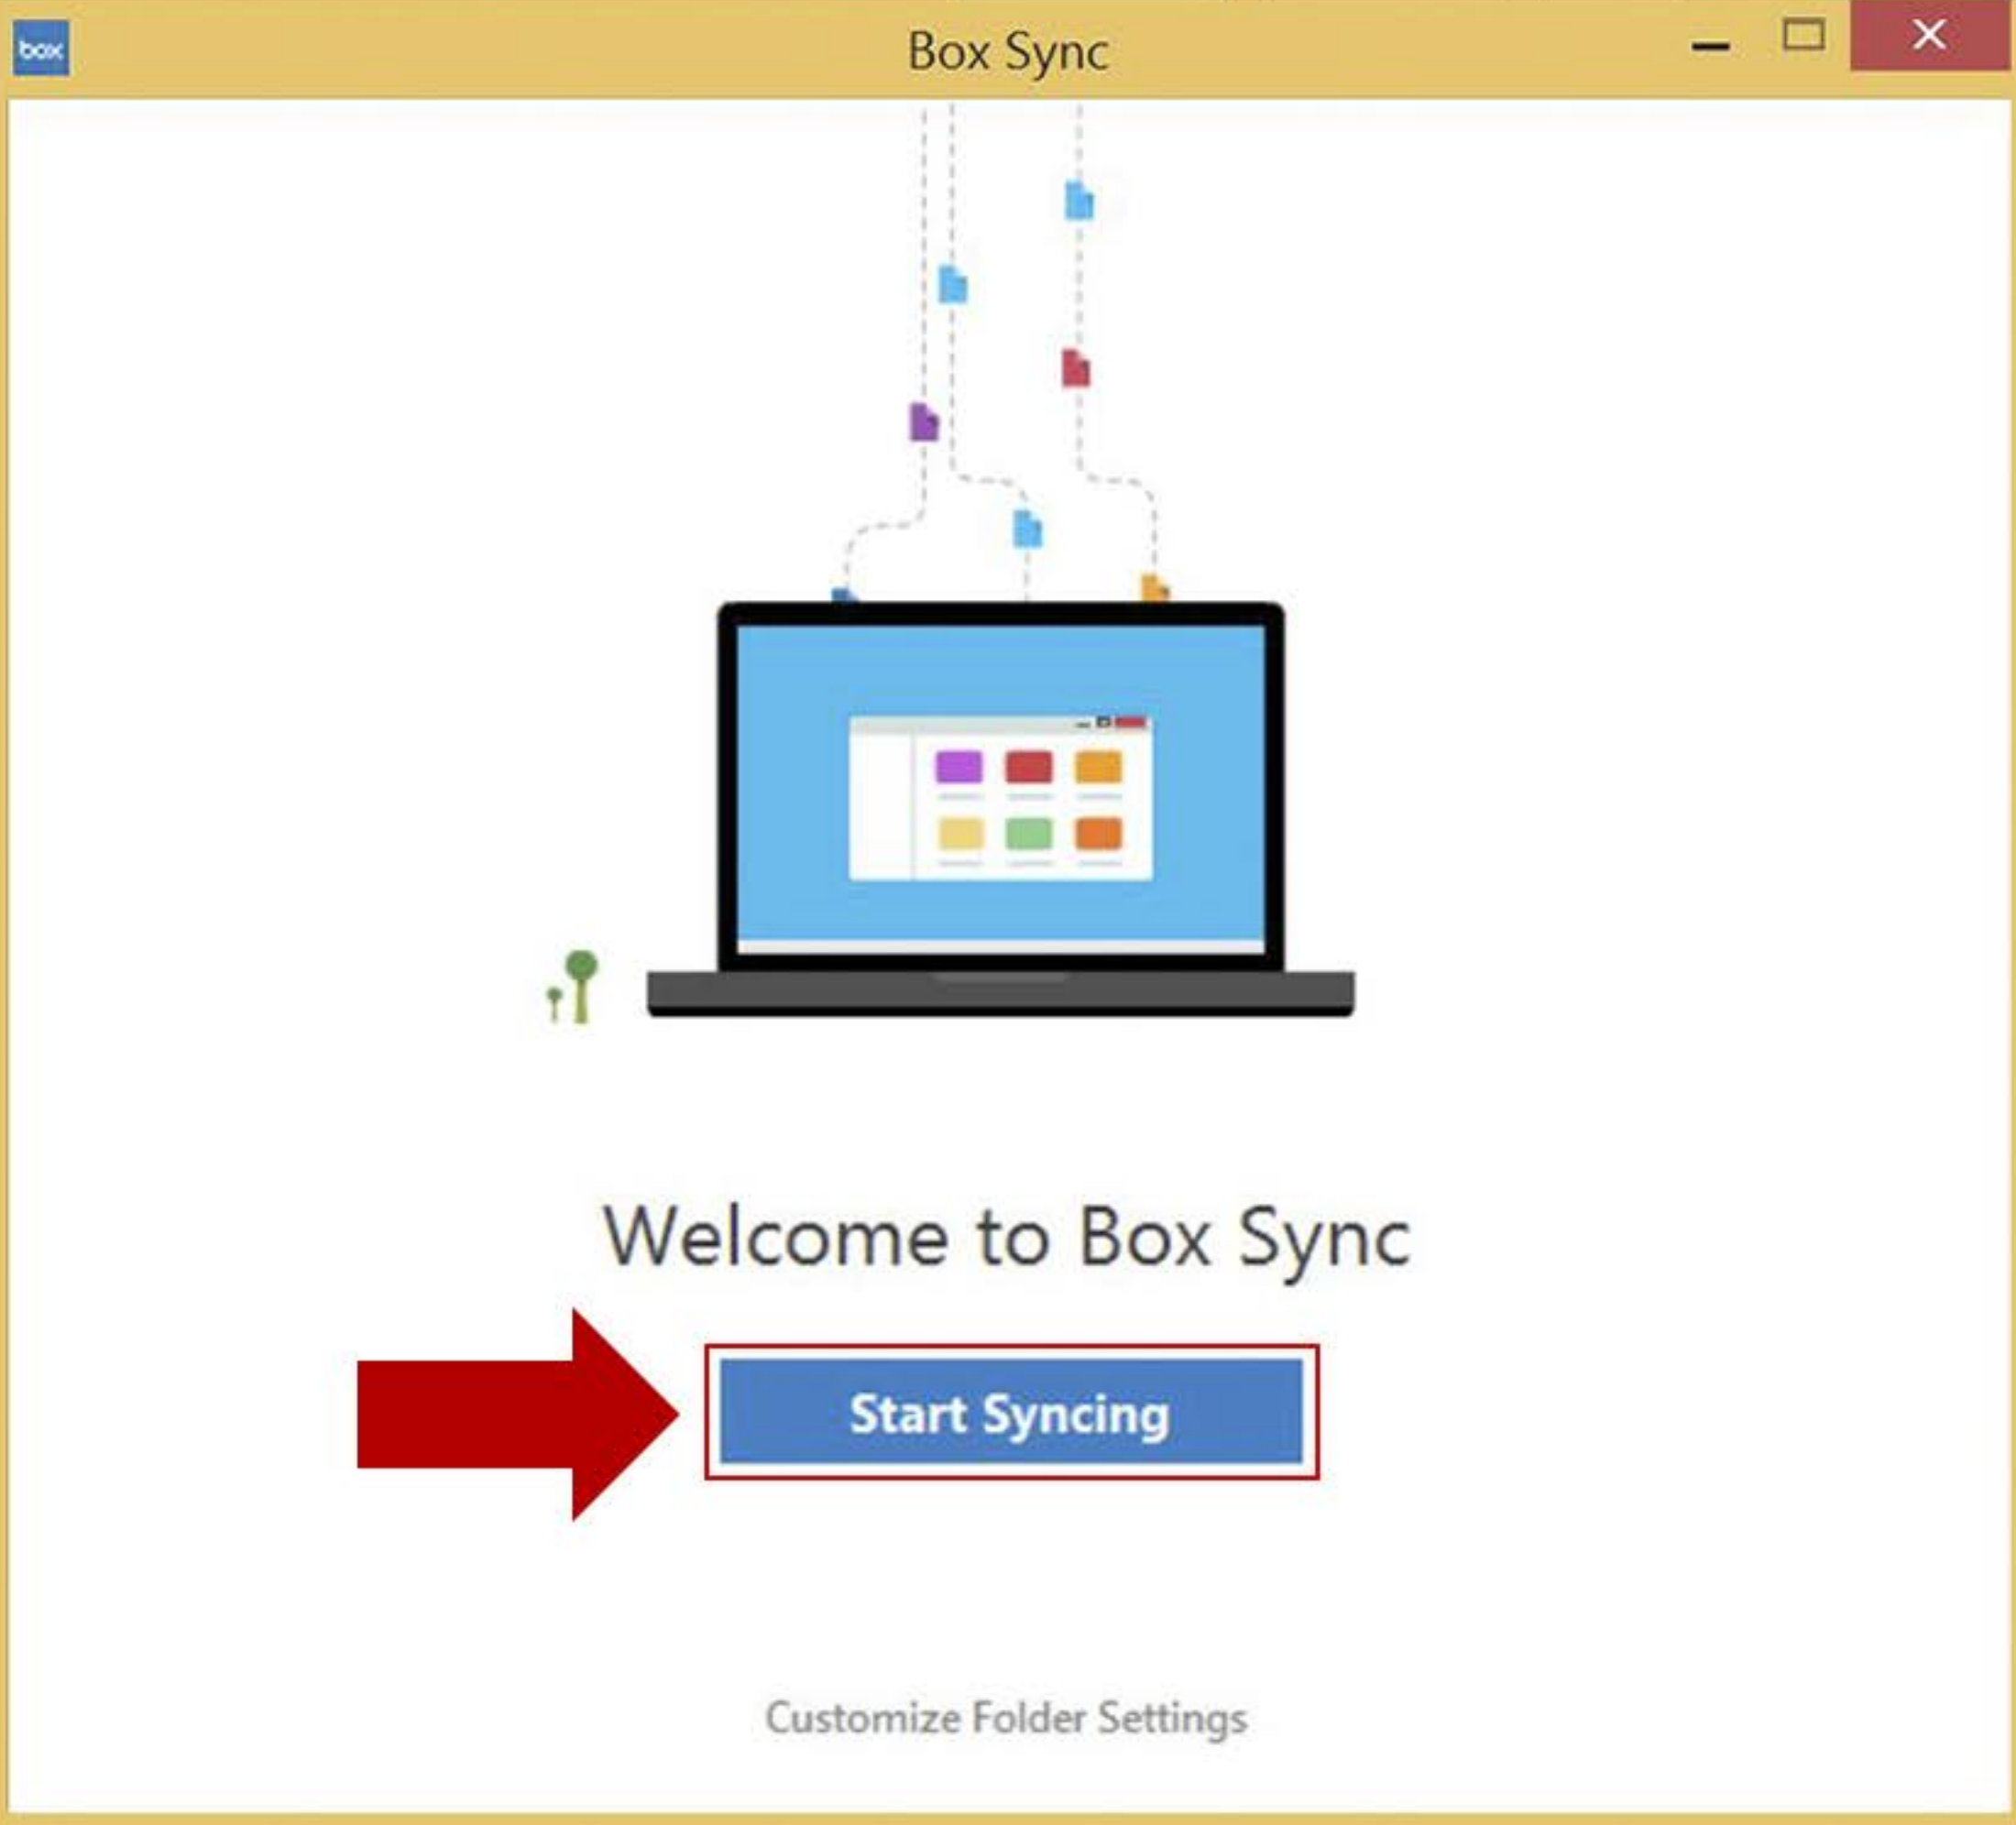 box
Box Sync
Welcome to Box Sync
Start Syncing
Customize Folder Settings